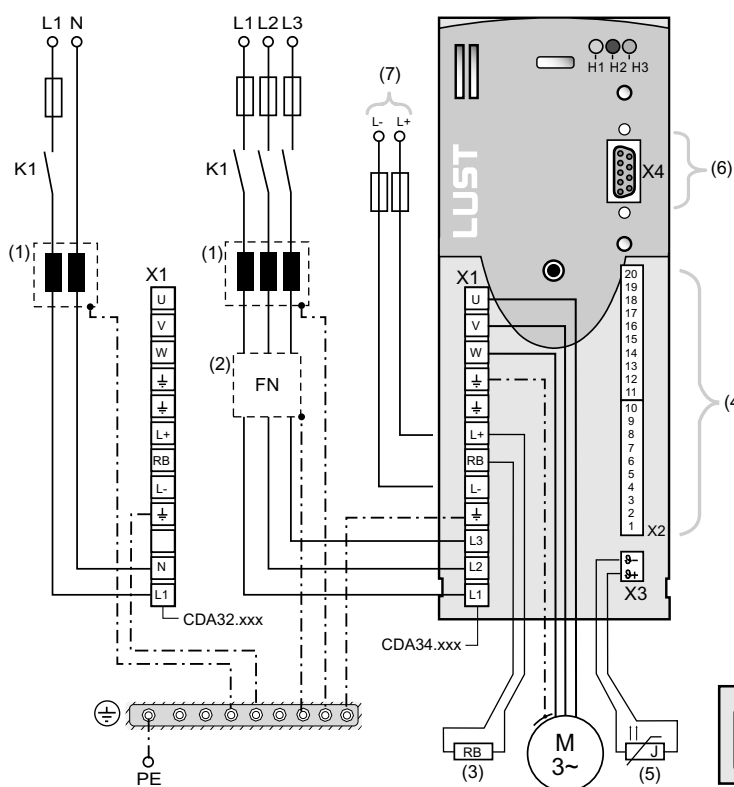 L1 N
K1
(1)
X1
U
V
W
L+
RB
L-
N
L1
CDA32.xxx
L1 L2 L3
K1
(1)
(2)
FN
(7)
L- L+
LUST
H1 H2 H3
X4
(6)
X1
U
V
W
L+
RB
L-
L3
L2
L1
CDA34.xxx
20
19
18
17
16
15
14
13
12
11
10
9
8
7
6
5
4
3
2
1
X2
(4
ϑ-
ϑ+
X3
PE
RB
(3)
M
3~
J
(5)